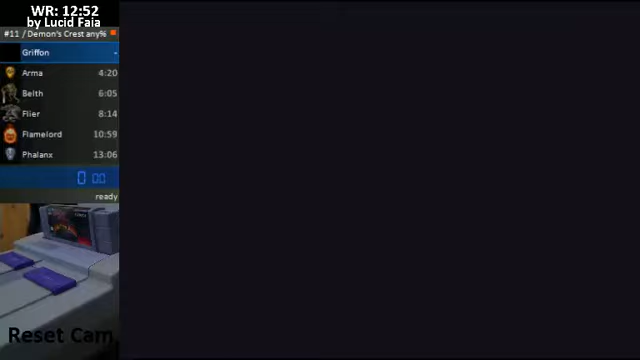 WR: 12:52
by Lucid Faia
#11 / Demon's Crest any%
Griffon -
Arma 4:20
Belth 6:05
Flier 8:14
Flamelord 10:59
Phalanx 13:06
0 00
ready
Reset Cam